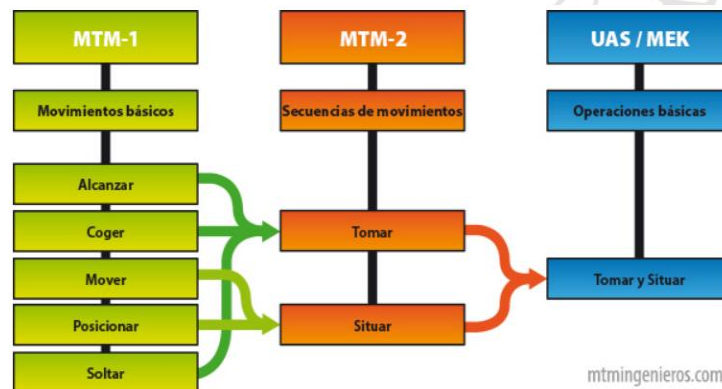 MTM-1
MTM-2
UAS / MEK
Movimientos básicos
Secuencias de movimientos
Operaciones básicas
Alcanzar
Coger
Tomar
Mover
Tomar y Situar
Posicionar
Situar
Soltar
mtmingenieros.com